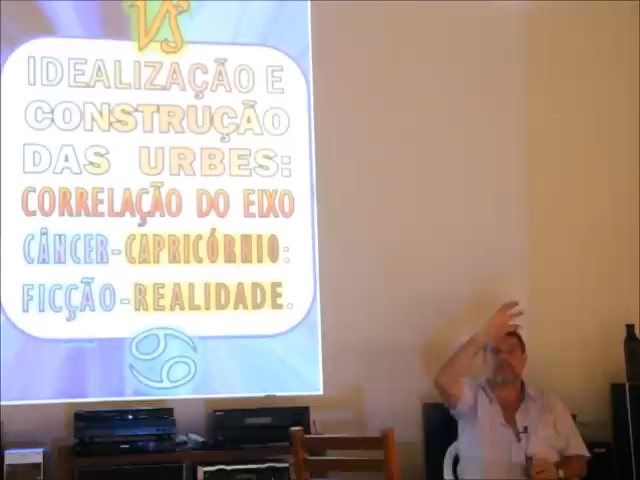 IDEALIZAÇÃO E
CONSTRUÇÃO
DAS URBES:
CORRELAÇÃO DO EIXO
CÂNCER-CAPRICÓRNIO:
FICÇÃO-REALIDADE.